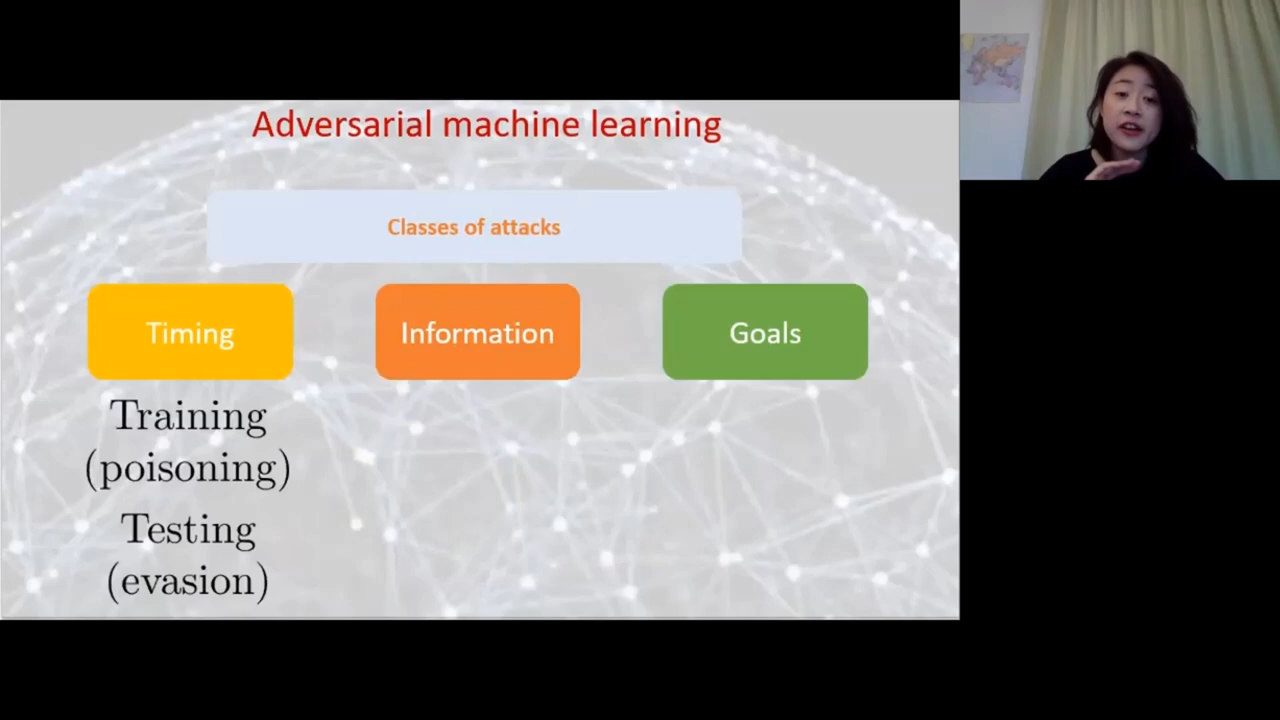 Adversarial machine learning
Classes of attacks
Timing
Information
Goals
Training
(poisoning)
Testing
(evasion)